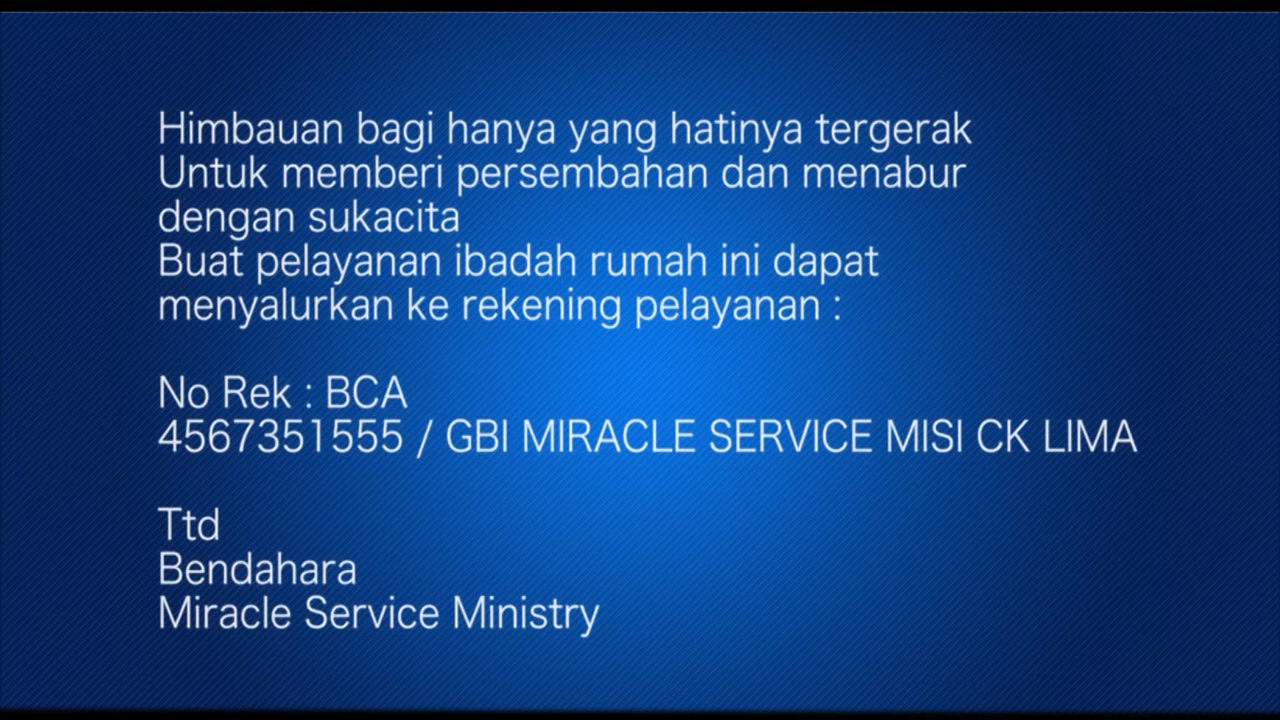 Himbauan bagi hanya yang hatinya tergerak
Untuk memberi persembahan dan menabur
dengan sukacita
Buat pelayanan ibadah rumah ini dapat
menyalurkan ke rekening pelayanan :
No Rek : BCA
4567351555 / GBI MIRACLE SERVICE MISI CK LIMA
Ttd
Bendahara
Miracle Service Ministry